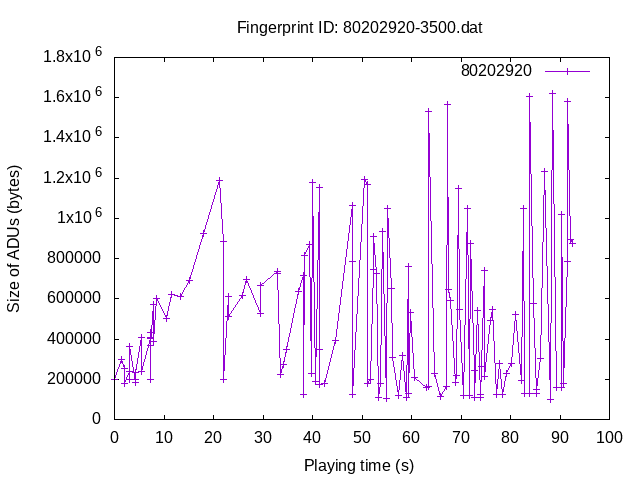 Fingerprint ID: 80202920-3500.dat
80202920
1.8x10 6
1.6x10 6
1.4x10 6
1.2x10 6
1x10 6
800000
600000
400000
200000
0
Size of ADUs (bytes)
0 10 20 30 40 50 60 70 80 90 100
Playing time (s)